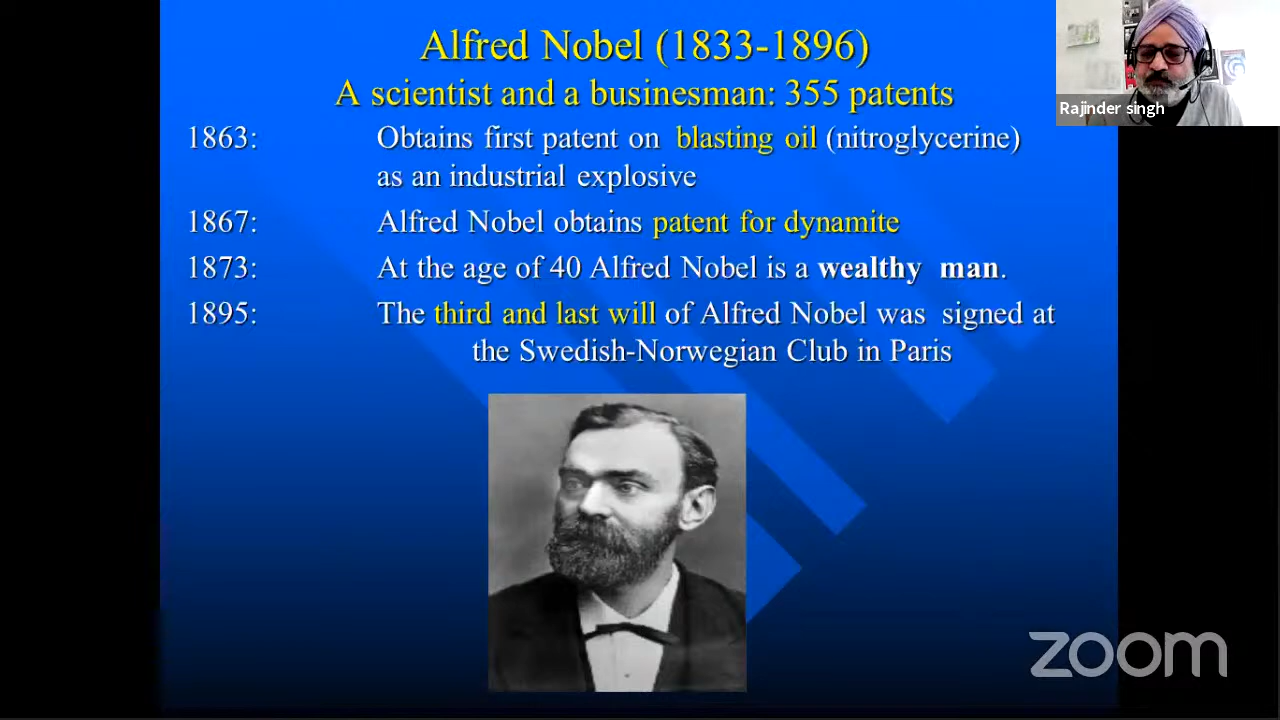 Alfred Nobel (1833-1896)
A scientist and a businesman: 355 patents
1863: Obtains first patent on blasting oil (nitroglycerine)
as an industrial explosive
1867: Alfred Nobel obtains patent for dynamite
1873: At the age of 40 Alfred Nobel is a wealthy man.
1895: The third and last will of Alfred Nobel was signed at
the Swedish-Norwegian Club in Paris
Rajinder singh
zoom